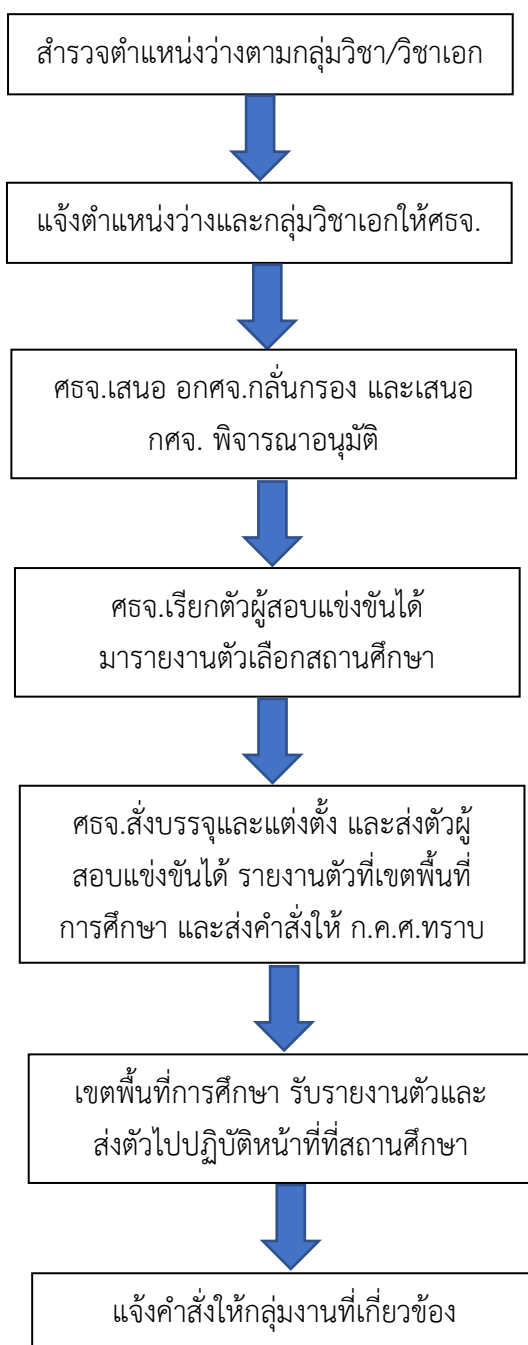 สำรวจตำแหน่งว่างตามกลุ่มวิชา/วิชาเอก
แจ้งตำแหน่งว่างและกลุ่มวิชาเอกให้ศธจ.
ศธจ.เสนอ อกศจ.กลั่นกรอง และเสนอ
กศจ. พิจารณาอนุมัติ
ศธจ.เรียกตัวผู้สอบแข่งขันได้
มารายงานตัวเลือกสถานศึกษา
ศธจ.สั่งบรรจุและแต่งตั้ง และส่งตัวผู้
สอบแข่งขันได้ รายงานตัวที่เขตพื้นที่
การศึกษา และส่งคำสั่งให้ ก.ค.ศ.ทราบ
เขตพื้นที่การศึกษา รับรายงานตัวและ
ส่งตัวไปปฏิบัติหน้าที่ที่สถานศึกษา
แจ้งคำสั่งให้กลุ่มงานที่เกี่ยวข้อง